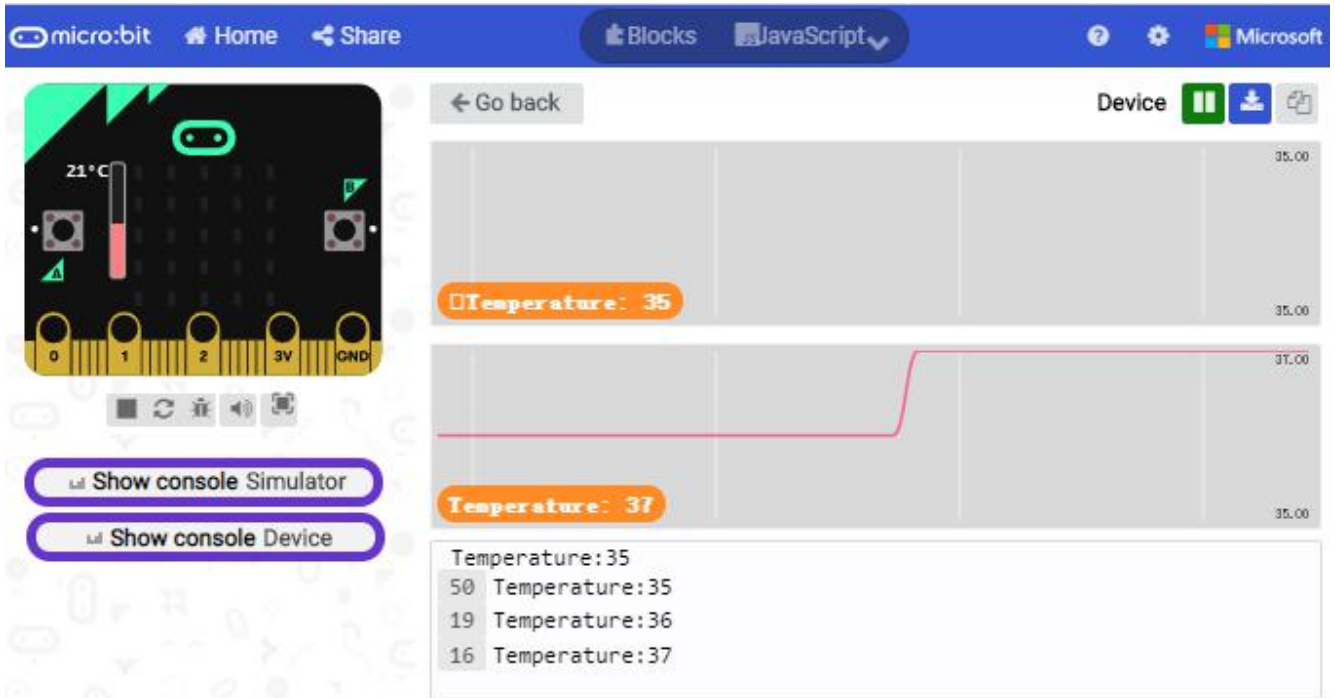 micro:bit Home Share Blocks JavaScript Microsoft
Go back Device
21°C
B
A
0 1 2 3V GND
Show console Simulator
Show console Device
35.00
□Temperature: 35
35.00
37.00
Temperature: 37
35.00
Temperature:35
50 Temperature:35
19 Temperature:36
16 Temperature:37